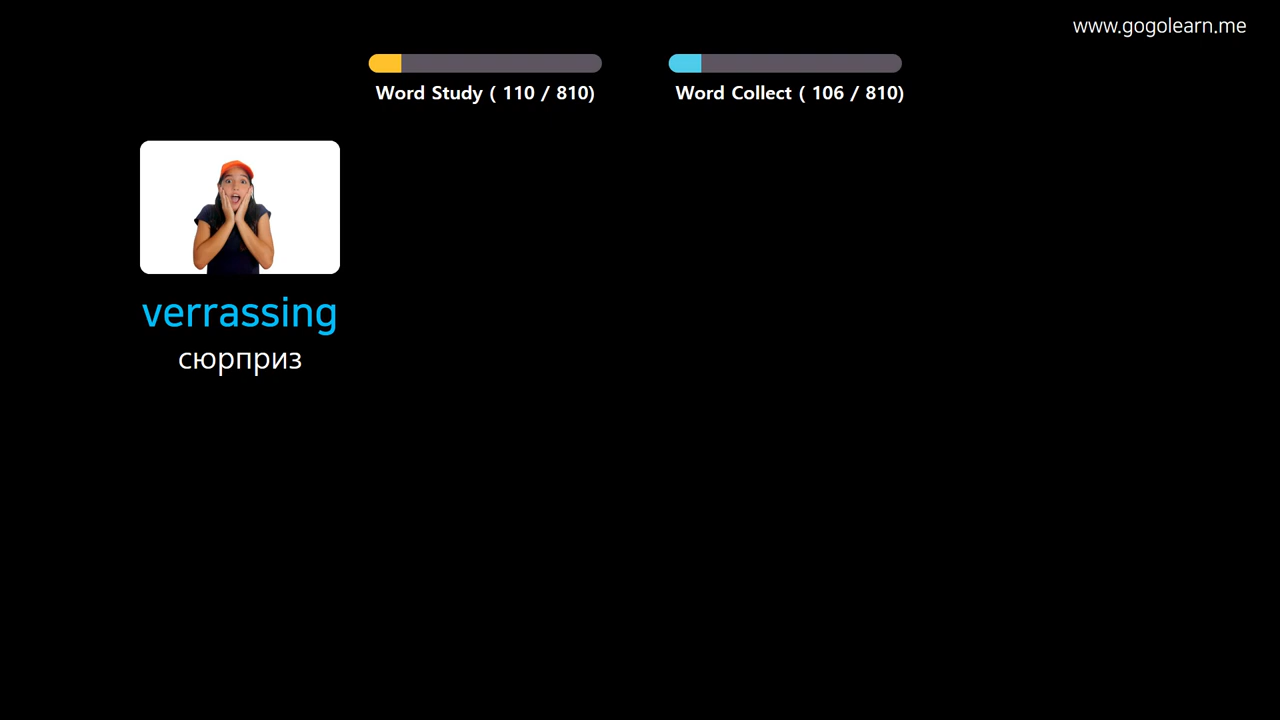 www.gogolearn.me
Word Study ( 110 / 810)
Word Collect ( 106 / 810)
verrassing
сюрприз